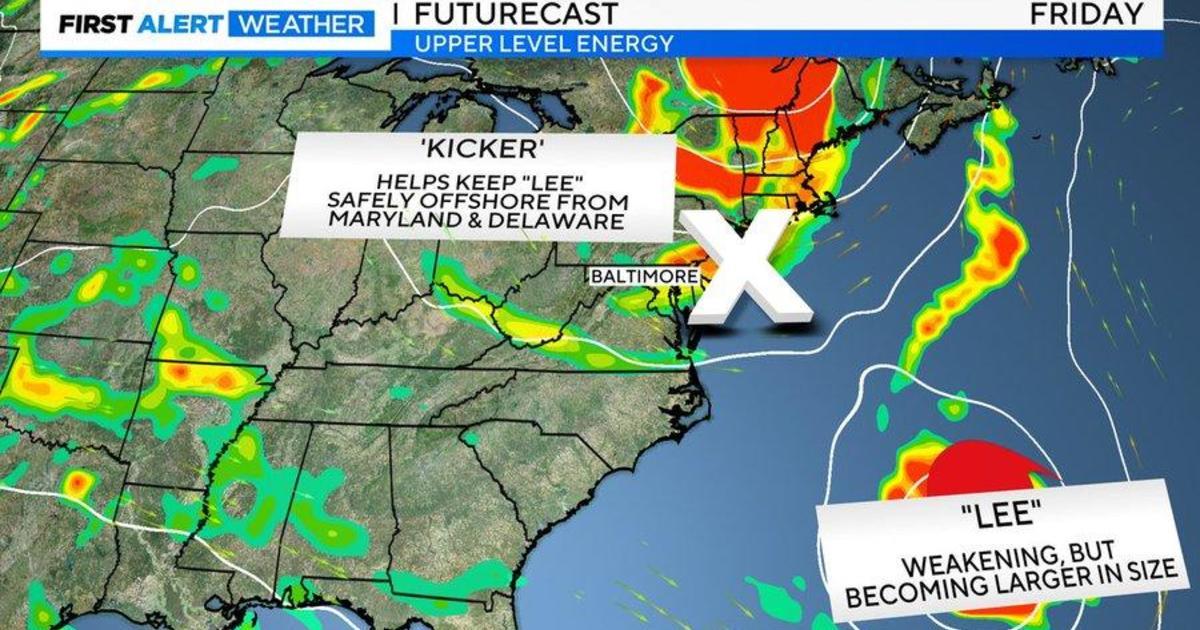 FIRST ALERT WEATHER
FUTURECAST
FRIDAY
UPPER LEVEL ENERGY
'KICKER'
HELPS KEEP "LEE"
SAFELY OFFSHORE FROM
MARYLAND & DELAWARE
X
BALTIMORE
"LEE"
WEAKENING, BUT
BECOMING LARGER IN SIZE